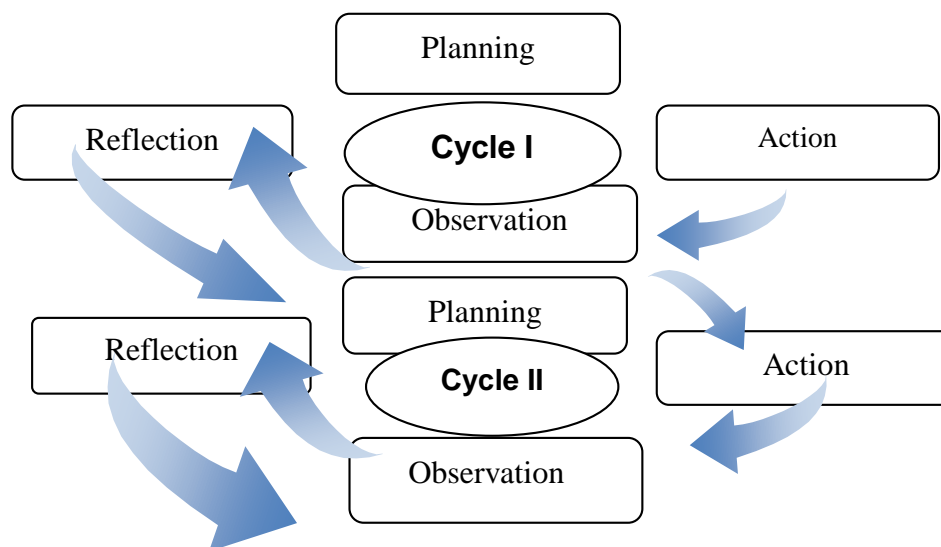 Planning
Reflection
Cycle I
Action
Observation
Planning
Reflection
Action
Cycle II
Observation